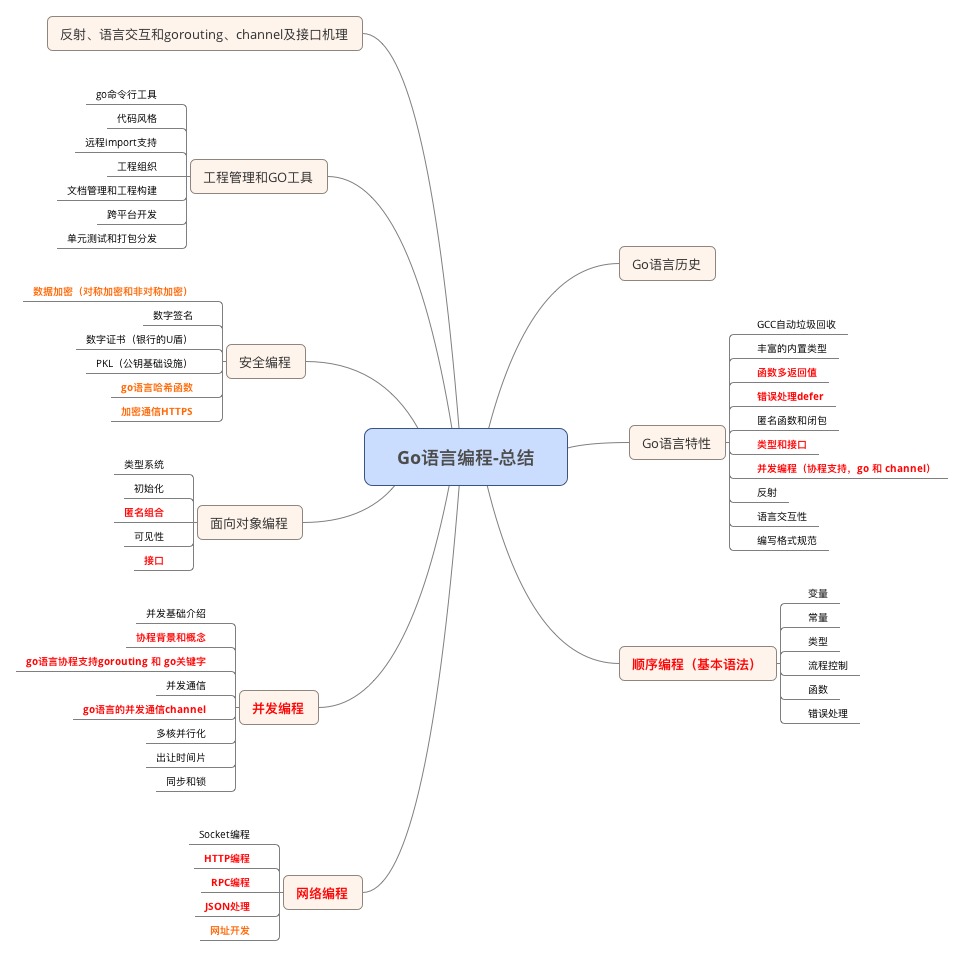 Go语言编程-总结
Go语言历史
Go语言特性
GCC自动垃圾回收
丰富的内置类型
函数多返回值
错误处理defer
匿名函数和闭包
类型和接口
并发编程（协程支持，go 和 channel）
反射
语言交互性
编写格式规范
顺序编程（基本语法）
变量
常量
类型
流程控制
函数
错误处理
网络编程
Socket编程
HTTP编程
RPC编程
JSON处理
网址开发
并发编程
并发基础介绍
协程背景和概念
go语言协程支持gorouting 和 go关键字
并发通信
go语言的并发通信channel
多核并行化
出让时间片
同步和锁
面向对象编程
类型系统
初始化
匿名组合
可见性
接口
安全编程
数据加密（对称加密和非对称加密）
数字签名
数字证书（银行的U盾）
PKL（公钥基础设施）
go语言哈希函数
加密通信HTTPS
工程管理和GO工具
go命令行工具
代码风格
远程import支持
工程组织
文档管理和工程构建
跨平台开发
单元测试和打包分发
反射、语言交互和gorouting、channel及接口机理